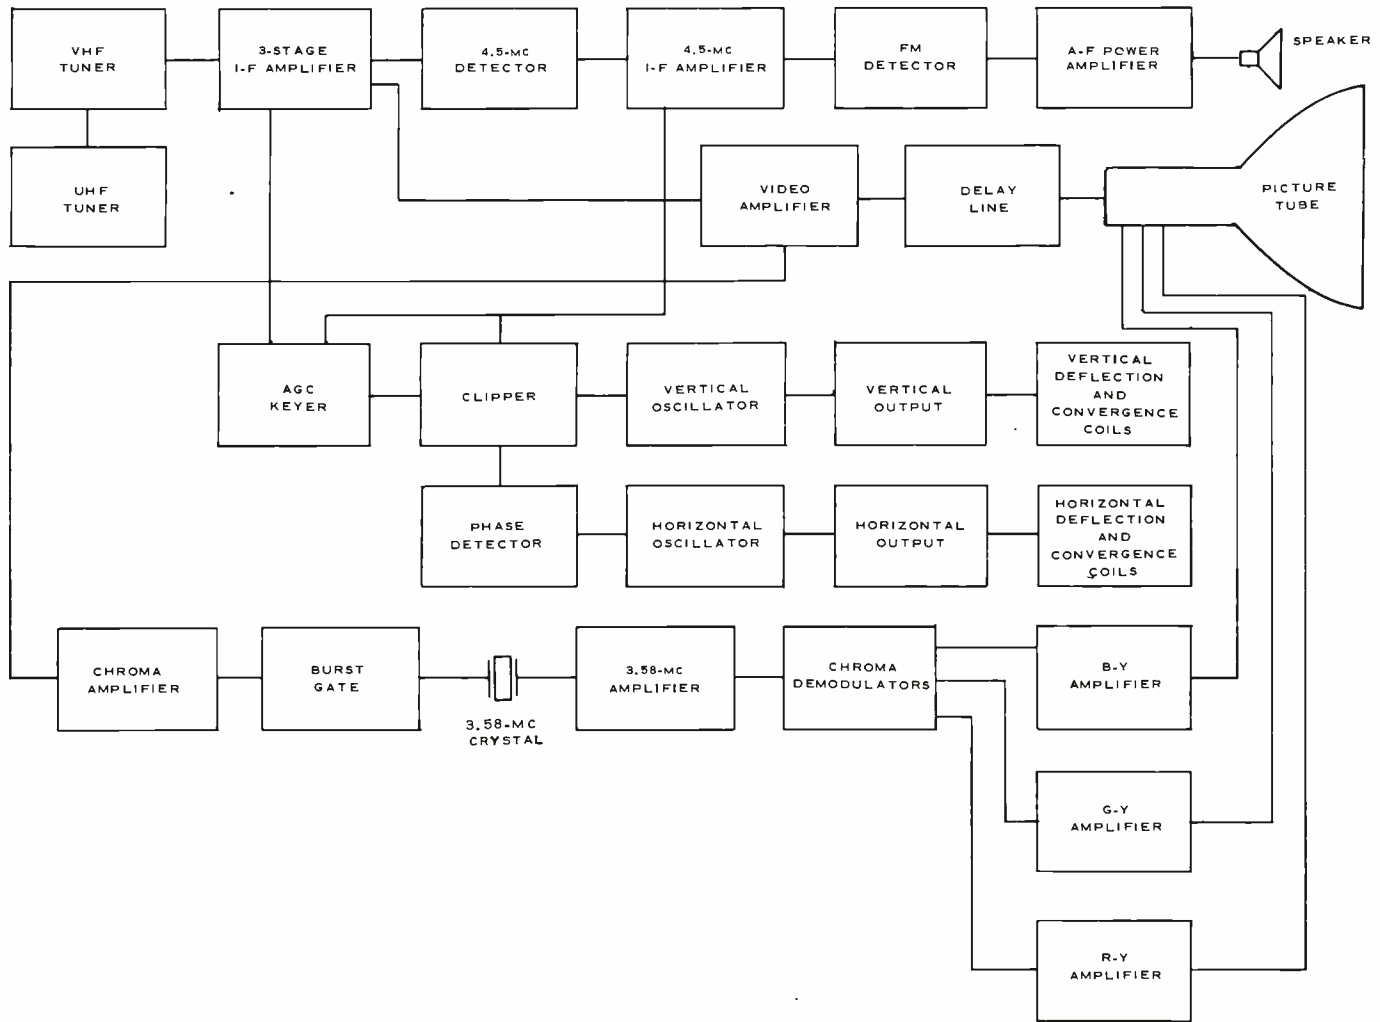 VHF
TUNER
3-STAGE
I-F AMPLIFIER
4.5-MC
DETECTOR
4.5-MC
I-F AMPLIFIER
FM
DETECTOR
A-F POWER
AMPLIFIER
SPEAKER
UHF
TUNER
VIDEO
AMPLIFIER
DELAY
LINE
PICTURE
TUBE
AGC
KEYER
CLIPPER
VERTICAL
OSCILLATOR
VERTICAL
OUTPUT
VERTICAL
DEFLECTION
AND
CONVERGENCE
COILS
PHASE
DETECTOR
HORIZONTAL
OSCILLATOR
HORIZONTAL
OUTPUT
HORIZONTAL
DEFLECTION
AND
CONVERGENCE
COILS
CHROMA
AMPLIFIER
BURST
GATE
3.58-MC
CRYSTAL
3.58-MC
AMPLIFIER
CHROMA
DEMODULATORS
B-Y
AMPLIFIER
G-Y
AMPLIFIER
R-Y
AMPLIFIER